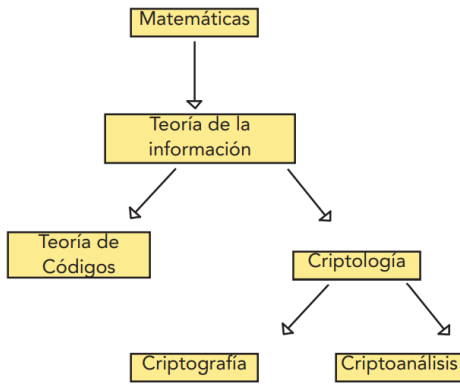 Matemáticas
Teoría de la
información
Teoría de
Códigos
Criptología
Criptografía
Criptoanálisis